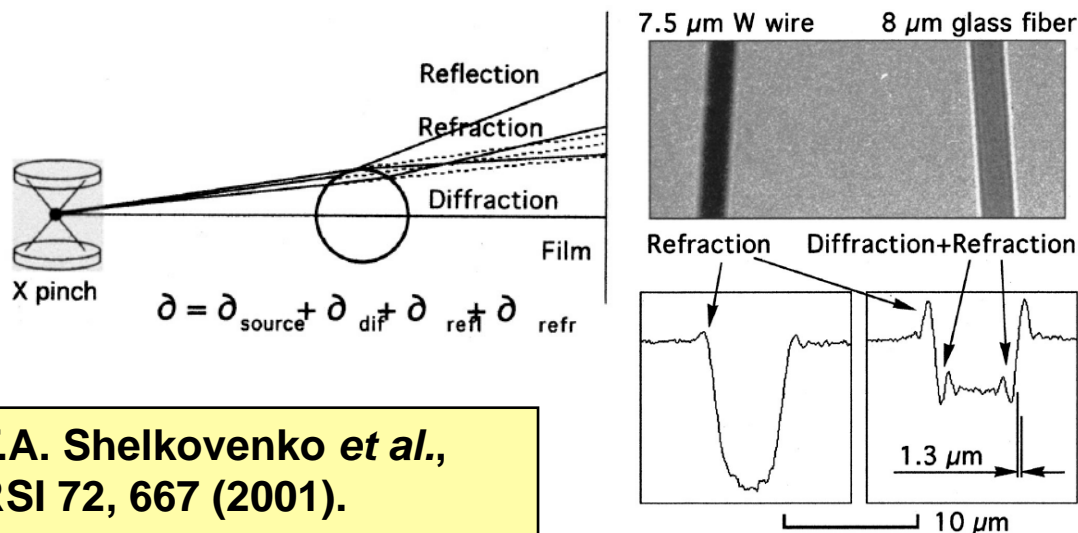 7.5 µm W wire
8 µm glass fiber
Reflection
Refraction
Diffraction
Film
X pinch
∂ = ∂ source + ∂ dif + ∂ refl + ∂ refr
Refraction
Diffraction+Refraction
1.3 µm
10 µm
.A. Shelkovenko et al.,
RSI 72, 667 (2001).